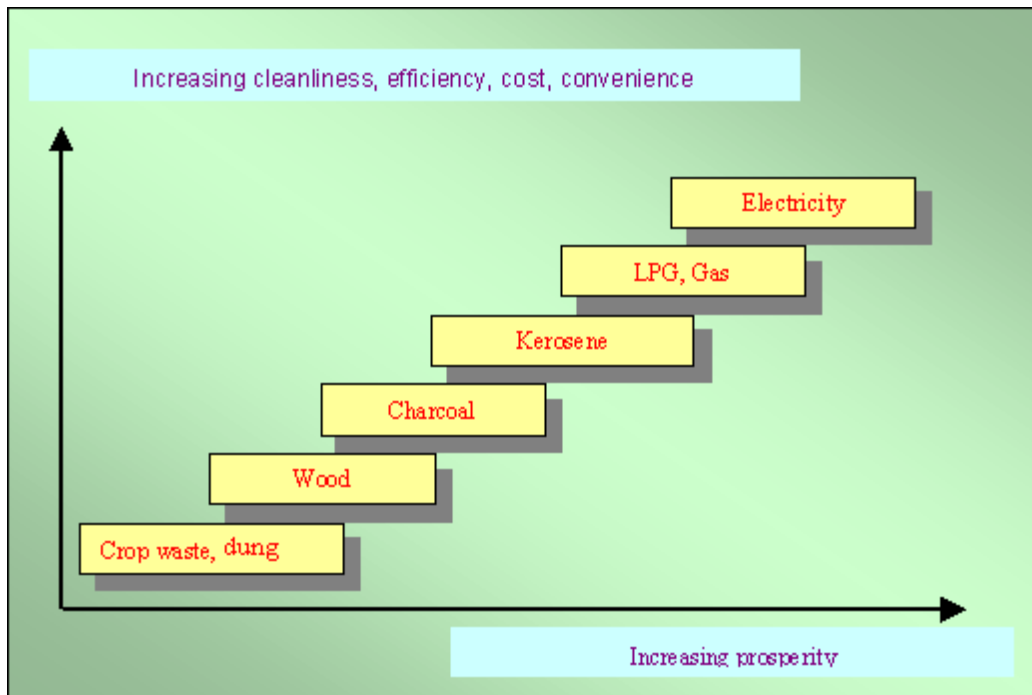 Increasing cleanliness, efficiency, cost, convenience
Electricity
LPG, Gas
Kerosene
Charcoal
Wood
Crop waste, dung
Increasing prosperity